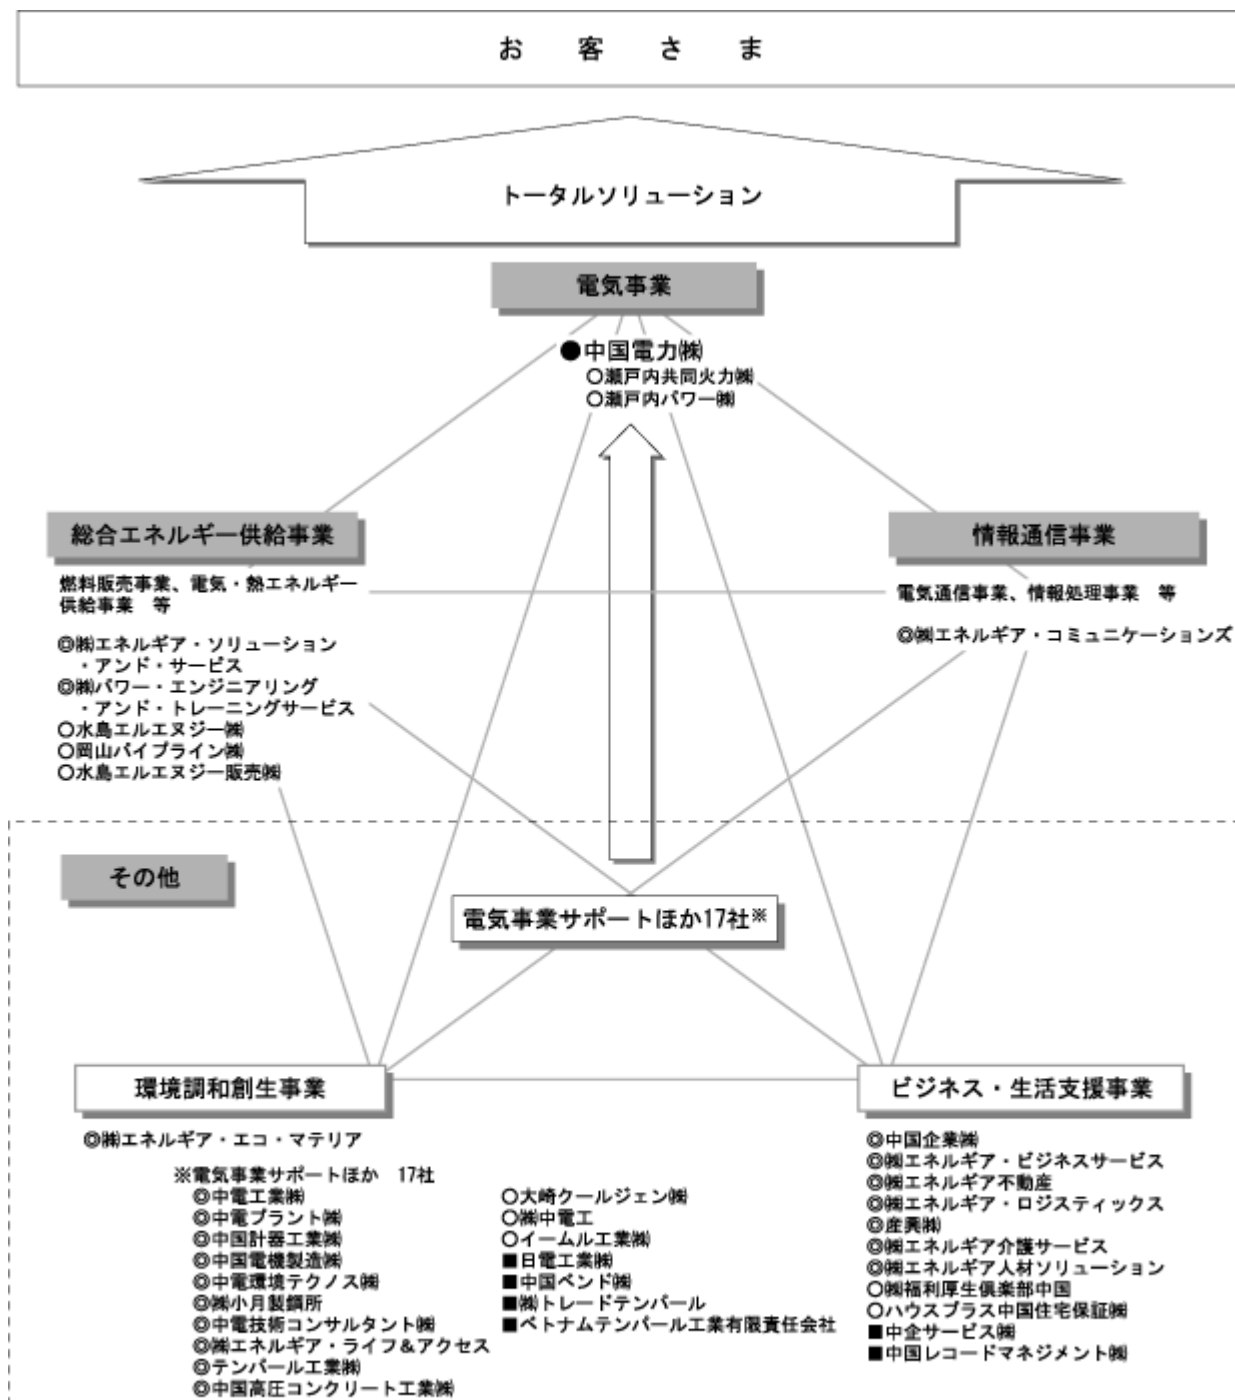 お客さま
トータルソリューション
電気事業
●中国電力㈱
○瀬戸内共同火力㈱
○瀬戸内パワー㈱
総合エネルギー供給事業
燃料販売事業、電気・熱エネルギー
供給事業　等
◎㈱エネルギア・ソリューション
・アンド・サービス
◎㈱パワー・エンジニアリング
・アンド・トレーニングサービス
○水島エルエヌジー㈱
○岡山パイプライン㈱
○水島エルエヌジー販売㈱
情報通信事業
電気通信事業、情報処理事業　等
◎㈱エネルギア・コミュニケーションズ
その他
電気事業サポートほか17社※
環境調和創生事業
◎㈱エネルギア・エコ・マテリア
※電気事業サポートほか　17社
◎中電工業㈱
◎中電プラント㈱
◎中国計器工業㈱
◎中国電機製造㈱
◎中電環境テクノス㈱
◎㈱小月製鋼所
◎中電技術コンサルタント㈱
◎㈱エネルギア・ライフ＆アクセス
◎テンパール工業㈱
◎中国高圧コンクリート工業㈱
○大崎クールジェン㈱
○㈱中電工
○イームル工業㈱
■日電工業㈱
■中国ベンド㈱
■㈱トレードテンパール
■ベトナムテンパール工業有限責任会社
ビジネス・生活支援事業
◎中国企業㈱
◎㈱エネルギア・ビジネスサービス
◎㈱エネルギア不動産
◎㈱エネルギア・ロジスティックス
◎産興㈱
◎㈱エネルギア介護サービス
◎㈱エネルギア人材ソリューション
○㈱福利厚生倶楽部中国
○ハウスプラス中国住宅保証㈱
■中企サービス㈱
■中国レコードマネジメント㈱